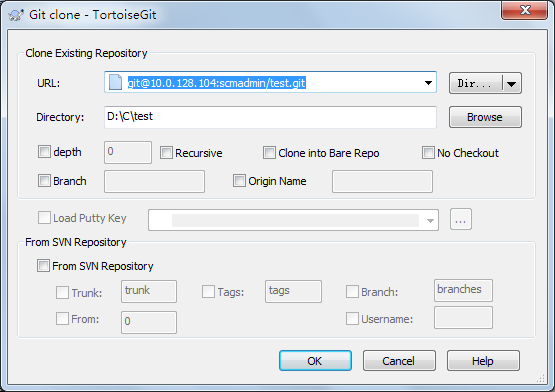 Git clone - TortoiseGit
Clone Existing Repository
URL: git@10.0.128.104:scmadmin/test.git Dir...
Directory: D:\C\test Browse
depth 0 Recursive Clone into Bare Repo No Checkout
Branch Origin Name
Load Putty Key ...
From SVN Repository
From SVN Repository
Trunk: trunk Tags: tags Branch: branches
From: 0 Username:
OK Cancel Help